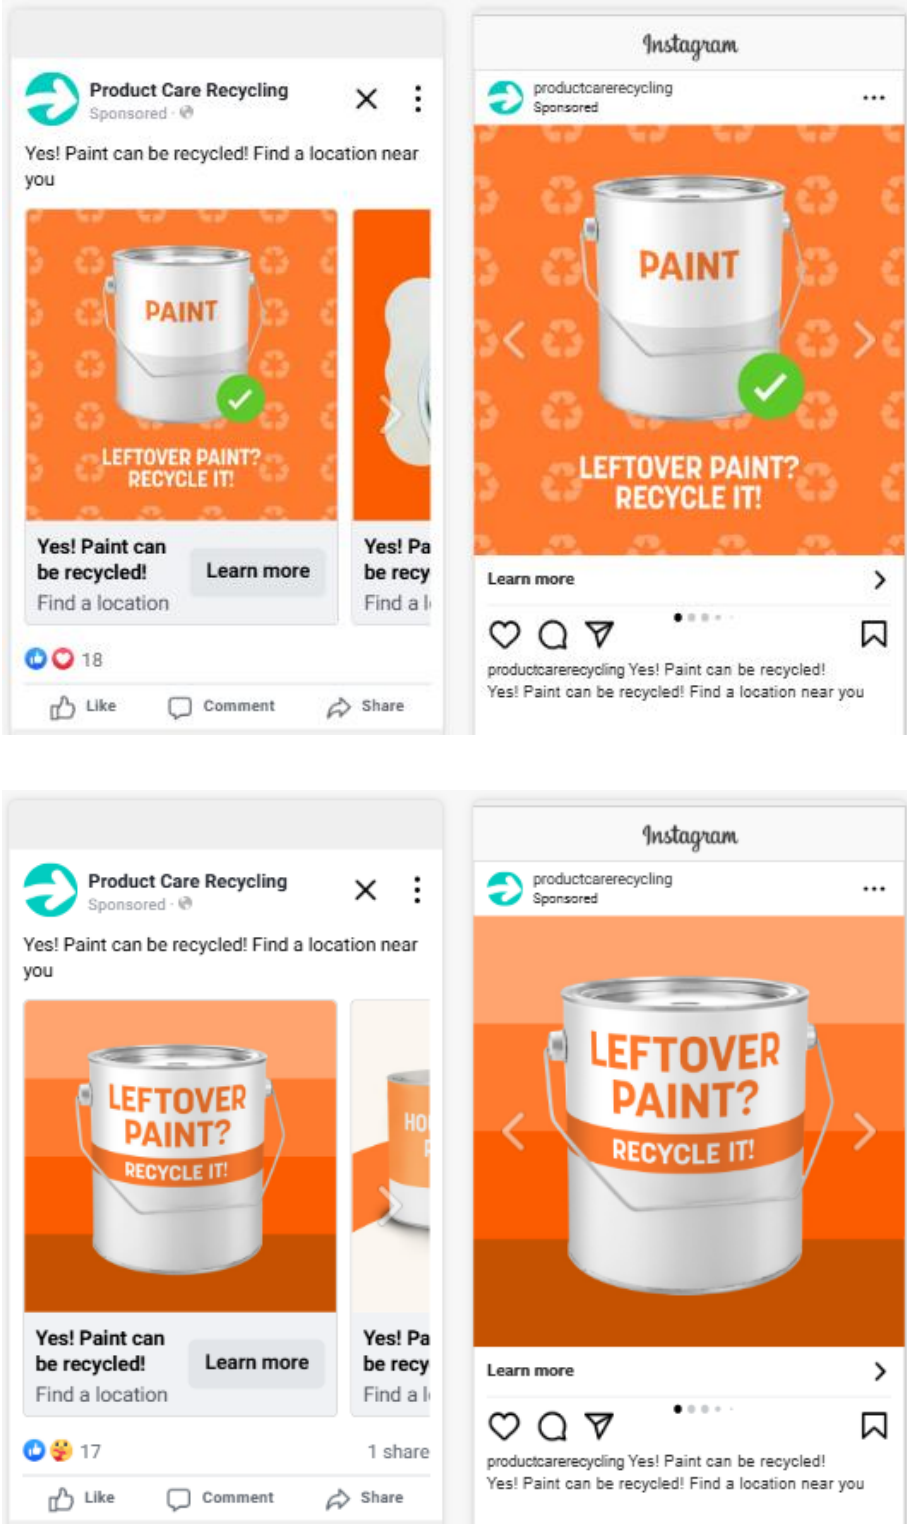 Product Care Recycling
Sponsored ·
Yes! Paint can be recycled! Find a location near
you
PAINT
LEFTOVER PAINT?
RECYCLE IT!
Yes! Paint can
be recycled!
Find a location
Learn more
Yes! Pa
be recy
Find a l
18
Like
Comment
Share
Instagram
productcarerecycling
Sponsored
PAINT
LEFTOVER PAINT?
RECYCLE IT!
Learn more
productcarerecycling Yes! Paint can be recycled!
Yes! Paint can be recycled! Find a location near you
Product Care Recycling
Sponsored ·
Yes! Paint can be recycled! Find a location near
you
LEFTOVER
PAINT?
RECYCLE IT!
HO
Yes! Paint can
be recycled!
Find a location
Learn more
Yes! Pa
be recy
Find a l
17
1 share
Like
Comment
Share
Instagram
productcarerecycling
Sponsored
LEFTOVER
PAINT?
RECYCLE IT!
Learn more
productcarerecycling Yes! Paint can be recycled!
Yes! Paint can be recycled! Find a location near you